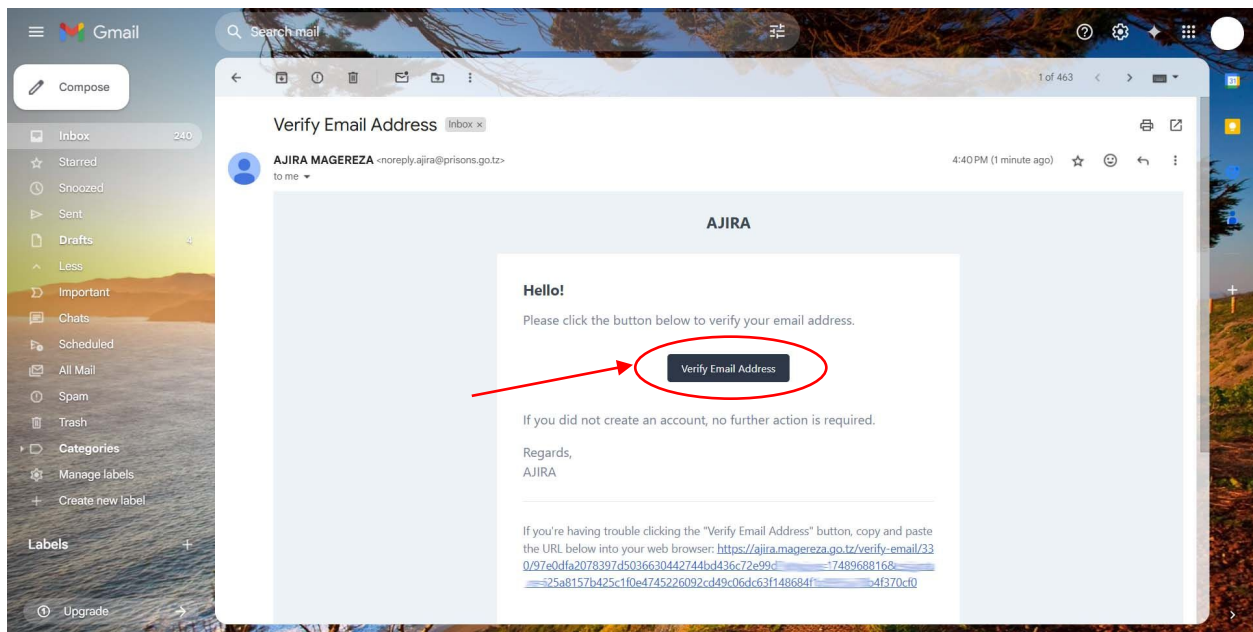 Gmail
Search mail
Compose
1 of 463
31
Inbox 240
Starred
Snoozed
Sent
Drafts 4
Less
Important
Chats
Scheduled
All Mail
Spam
Trash
Categories
Manage labels
Create new label
Labels
Upgrade
Verify Email Address Inbox ×
AJIRA MAGEREZA <noreply.ajira@prisons.go.tz>
4:40 PM (1 minute ago)
to me
AJIRA
Hello!
Please click the button below to verify your email address.
Verify Email Address
If you did not create an account, no further action is required.
Regards,
AJIRA
If you're having trouble clicking the "Verify Email Address" button, copy and paste
the URL below into your web browser: https://ajira.magereza.go.tz/verify-email/33
0/97e0dfa2078397d5036630442744bd436c72e99d 17489688168
525a8157b425c1f0e4745226092cd49c06dc63f148684f b4f370cf0